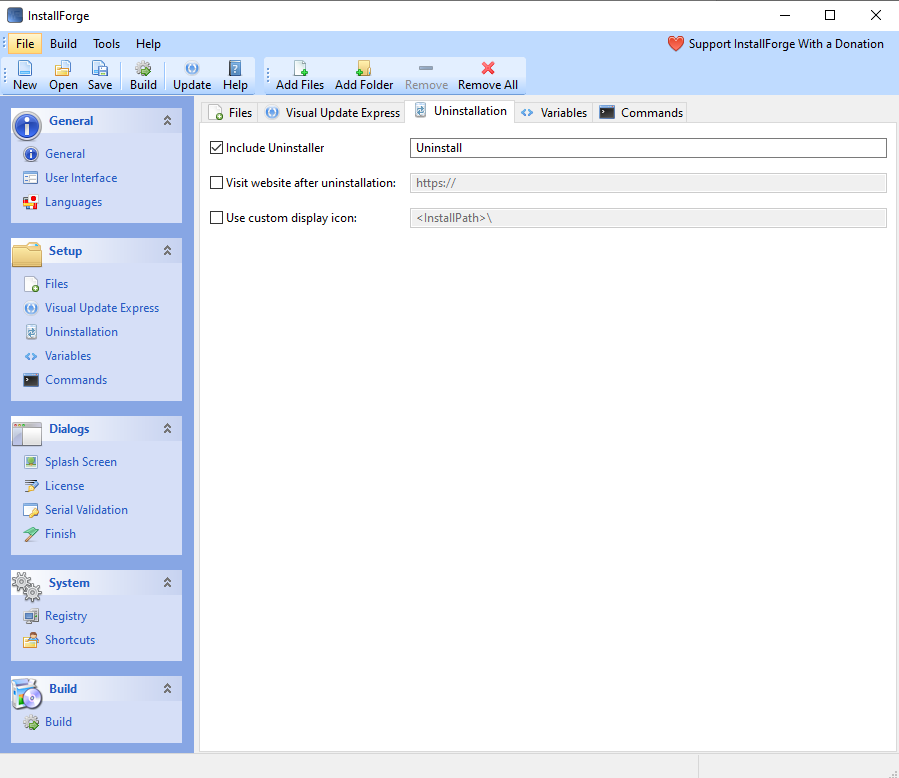 InstallForge
File Build Tools Help Support InstallForge With a Donation
New Open Save Build Update Help Add Files Add Folder Remove Remove All
General
General
User Interface
Languages
Setup
Files
Visual Update Express
Uninstallation
Variables
Commands
Dialogs
Splash Screen
License
Serial Validation
Finish
System
Registry
Shortcuts
Build
Build
Files Visual Update Express Uninstallation Variables Commands
Include Uninstaller Uninstall
Visit website after uninstallation: https://
Use custom display icon: <InstallPath>\